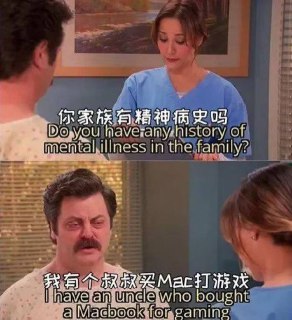 你家族有精神病史吗
Do you have any history of
mental illness in the family?
我有个叔叔买Mac打游戏
I have an uncle who bought
a Macbook for gaming